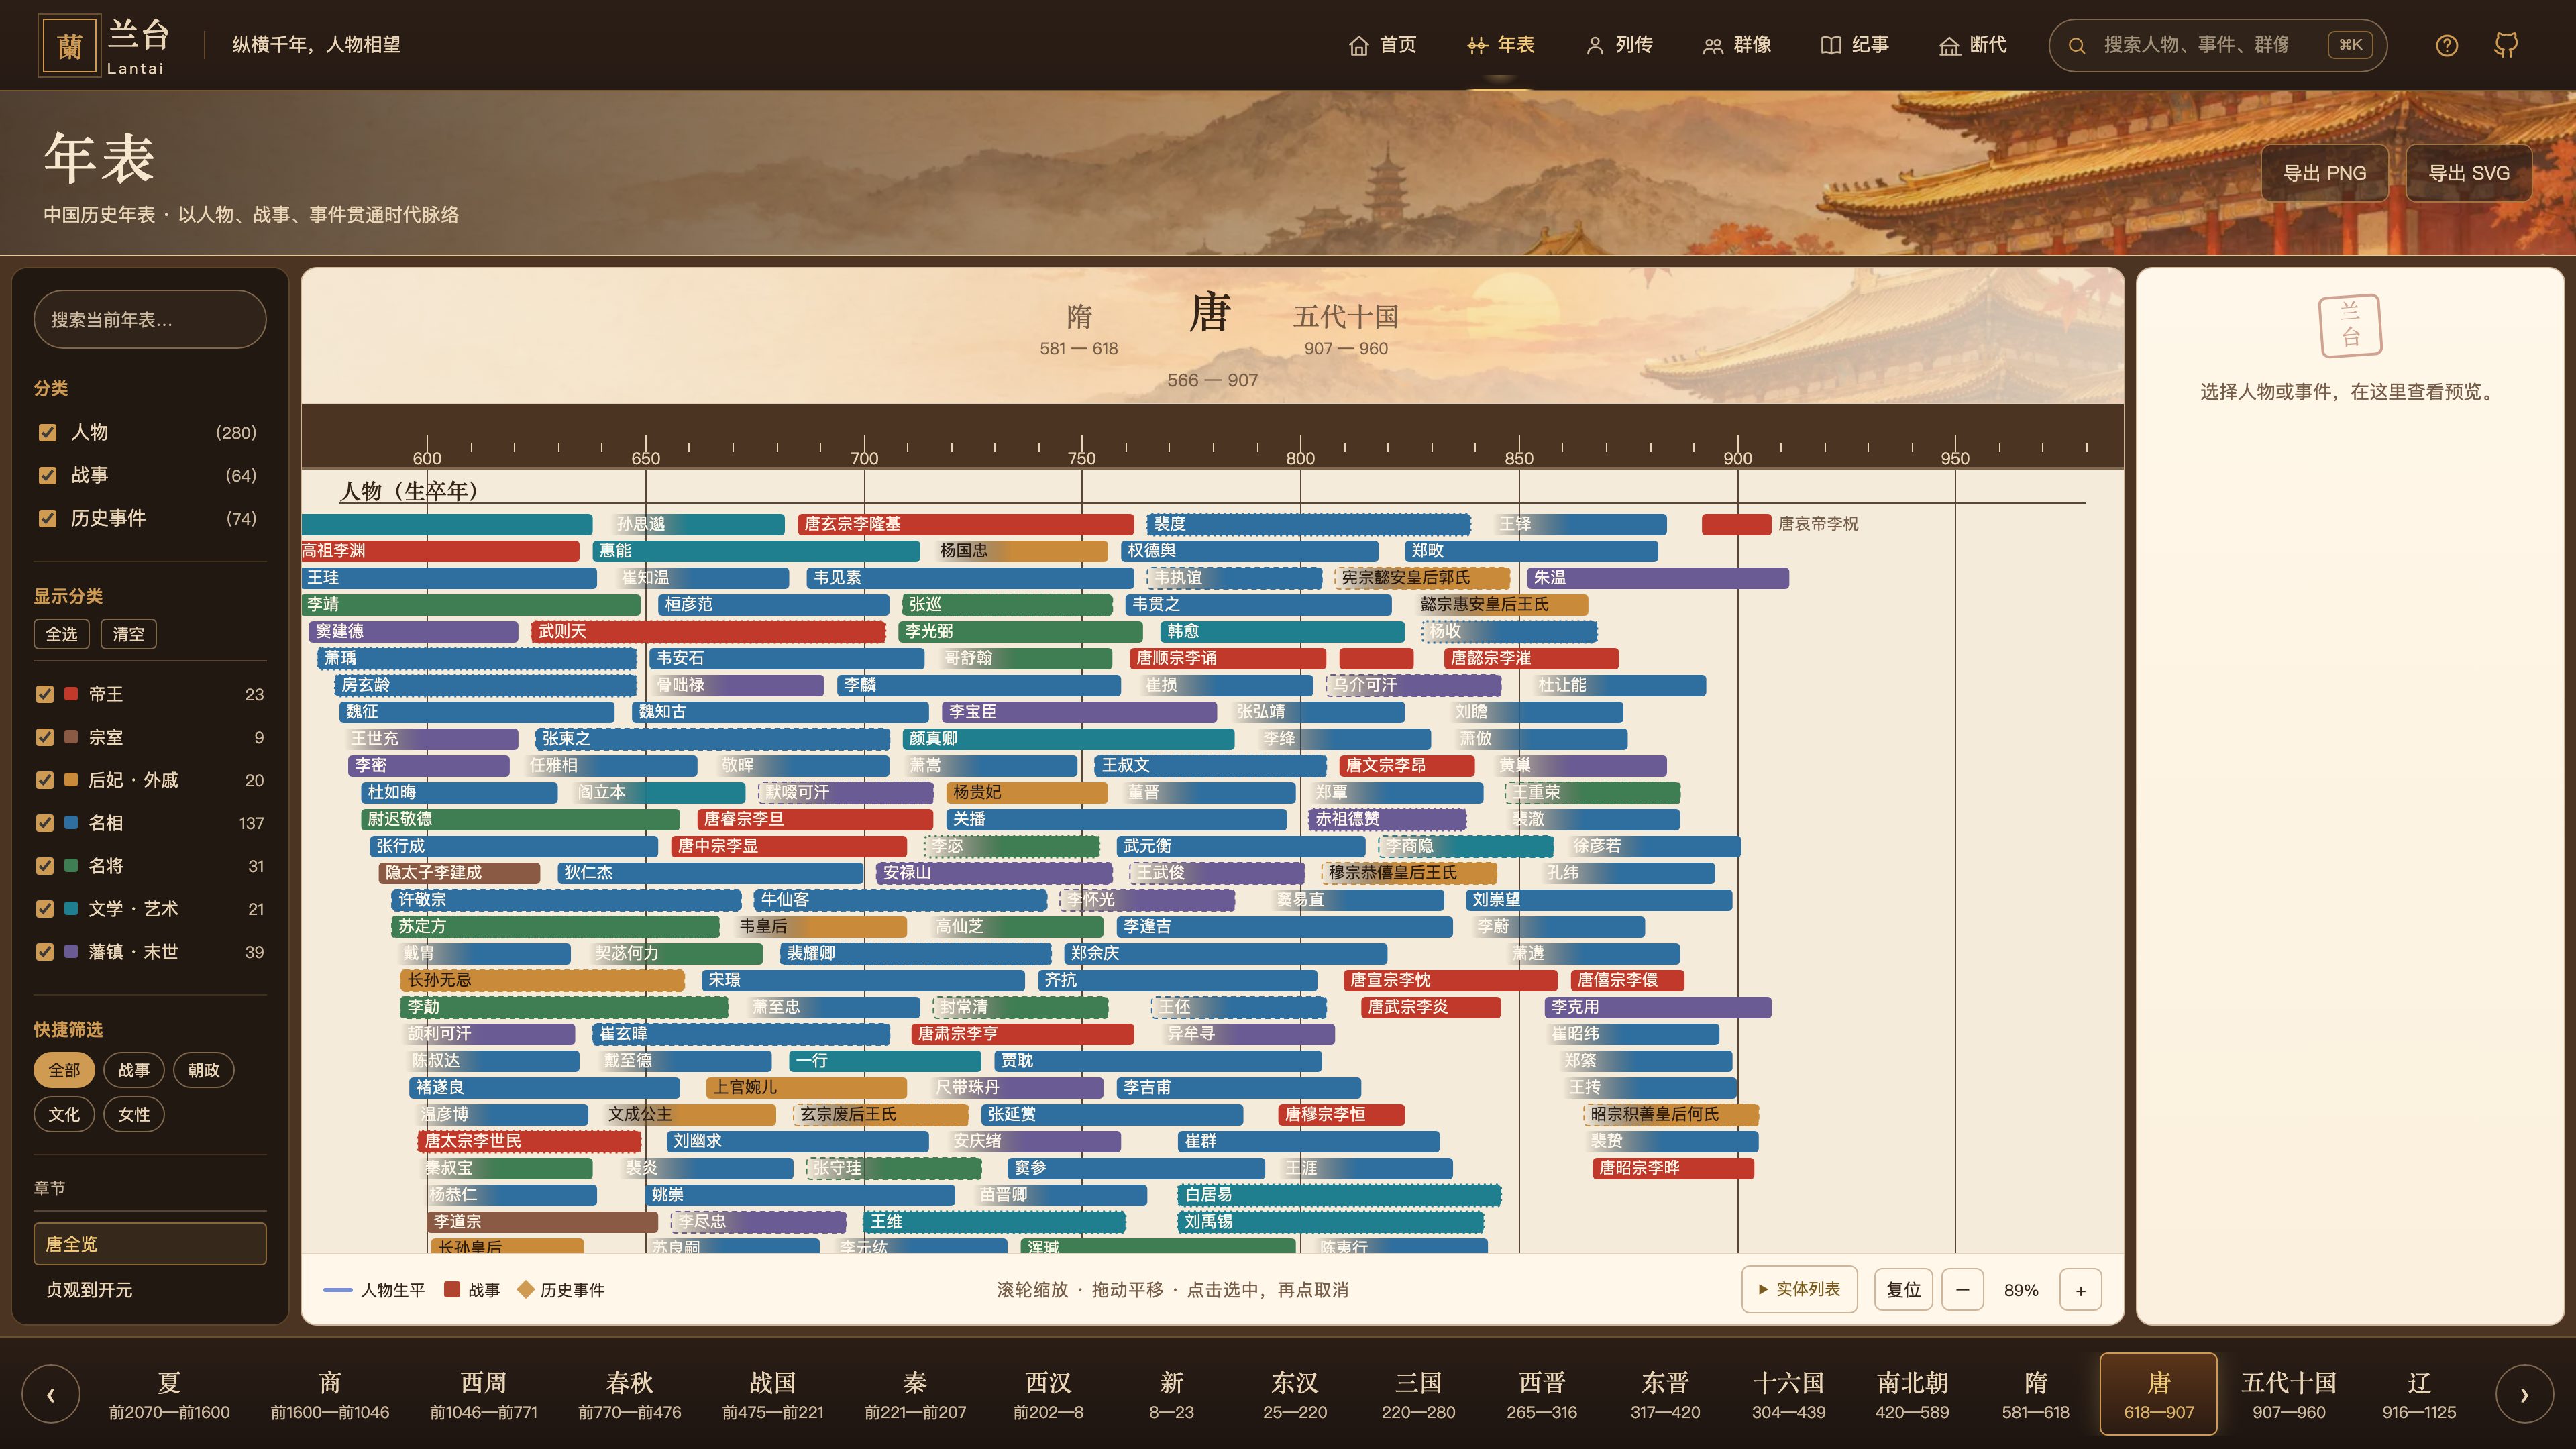 蘭
兰台
Lantai
纵横千年，人物相望
首页
年表
列传
群像
纪事
断代
搜索人物、事件、群像
⌘K
年表
中国历史年表 · 以人物、战事、事件贯通时代脉络
导出 PNG
导出 SVG
搜索当前年表...
分类
人物 (280)
战事 (64)
历史事件 (74)
显示分类
全选 清空
帝王 23
宗室 9
后妃 · 外戚 20
名相 137
名将 31
文学 · 艺术 21
藩镇 · 末世 39
快捷筛选
全部 战事 朝政
文化 女性
章节
唐全览
贞观到开元
隋 唐 五代十国
581 — 618 907 — 960
566 — 907
600 650 700 750 800 850 900 950
人物（生卒年）
孙思邈 唐玄宗李隆基 裴度 王铎 唐哀帝李柷
高祖李渊 惠能 杨国忠 权德舆 郑畋
王珪 崔知温 韦见素 韦执谊 宪宗懿安皇后郭氏 朱温
李靖 桓彦范 张巡 韦贯之 懿宗惠安皇后王氏
窦建德 武则天 李光弼 韩愈 杨收
萧瑀 韦安石 哥舒翰 唐顺宗李诵 唐懿宗李漼
房玄龄 骨咄禄 李麟 崔损 乌介可汗 杜让能
魏征 魏知古 李宝臣 张弘靖 刘瞻
王世充 张柬之 颜真卿 李绛 萧倣
李密 任雅相 敬晖 萧嵩 王叔文 唐文宗李昂 黄巢
杜如晦 阎立本 默啜可汗 杨贵妃 董晋 郑覃 王重荣
尉迟敬德 唐睿宗李旦 关播 赤祖德赞 裴澈
张行成 唐中宗李显 李宓 武元衡 李商隐 徐彦若
隐太子李建成 狄仁杰 安禄山 王武俊 穆宗恭僖皇后王氏 孔纬
许敬宗 牛仙客 李怀光 窦易直 刘崇望
苏定方 韦皇后 高仙芝 李逢吉 李蔚
戴胄 契苾何力 裴耀卿 郑余庆 萧遘
长孙无忌 宋璟 齐抗 唐宣宗李忱 唐僖宗李儇
李勣 萧至忠 封常清 王伾 唐武宗李炎 李克用
颉利可汗 崔玄暐 唐肃宗李亨 异牟寻 崔昭纬
陈叔达 戴至德 一行 贾耽 郑綮
褚遂良 上官婉儿 尺带珠丹 李吉甫 王抟
温彦博 文成公主 玄宗废后王氏 张延赏 唐穆宗李恒 昭宗积善皇后何氏
唐太宗李世民 刘幽求 安庆绪 崔群 裴贽
秦叔宝 裴炎 张守珪 窦参 王涯 唐昭宗李晔
杨恭仁 姚崇 苗晋卿 白居易
李道宗 李尽忠 王维 刘禹锡
长孙皇后 苏良嗣 李元纮 浑瑊 陈夷行
人物生平 战事 历史事件
滚轮缩放 · 拖动平移 · 点击选中，再点取消
实体列表
复位 — 89% +
兰台
选择人物或事件，在这里查看预览。
夏 商 西周 春秋 战国 秦 西汉 新 东汉 三国 西晋 东晋 十六国 南北朝 隋 唐 五代十国 辽
前2070—前1600 前1600—前1046 前1046—前771 前770—前476 前475—前221 前221—前207 前202—8 8—23 25—220 220—280 265—316 317—420 304—439 420—589 581—618 618—907 907—960 916—1125